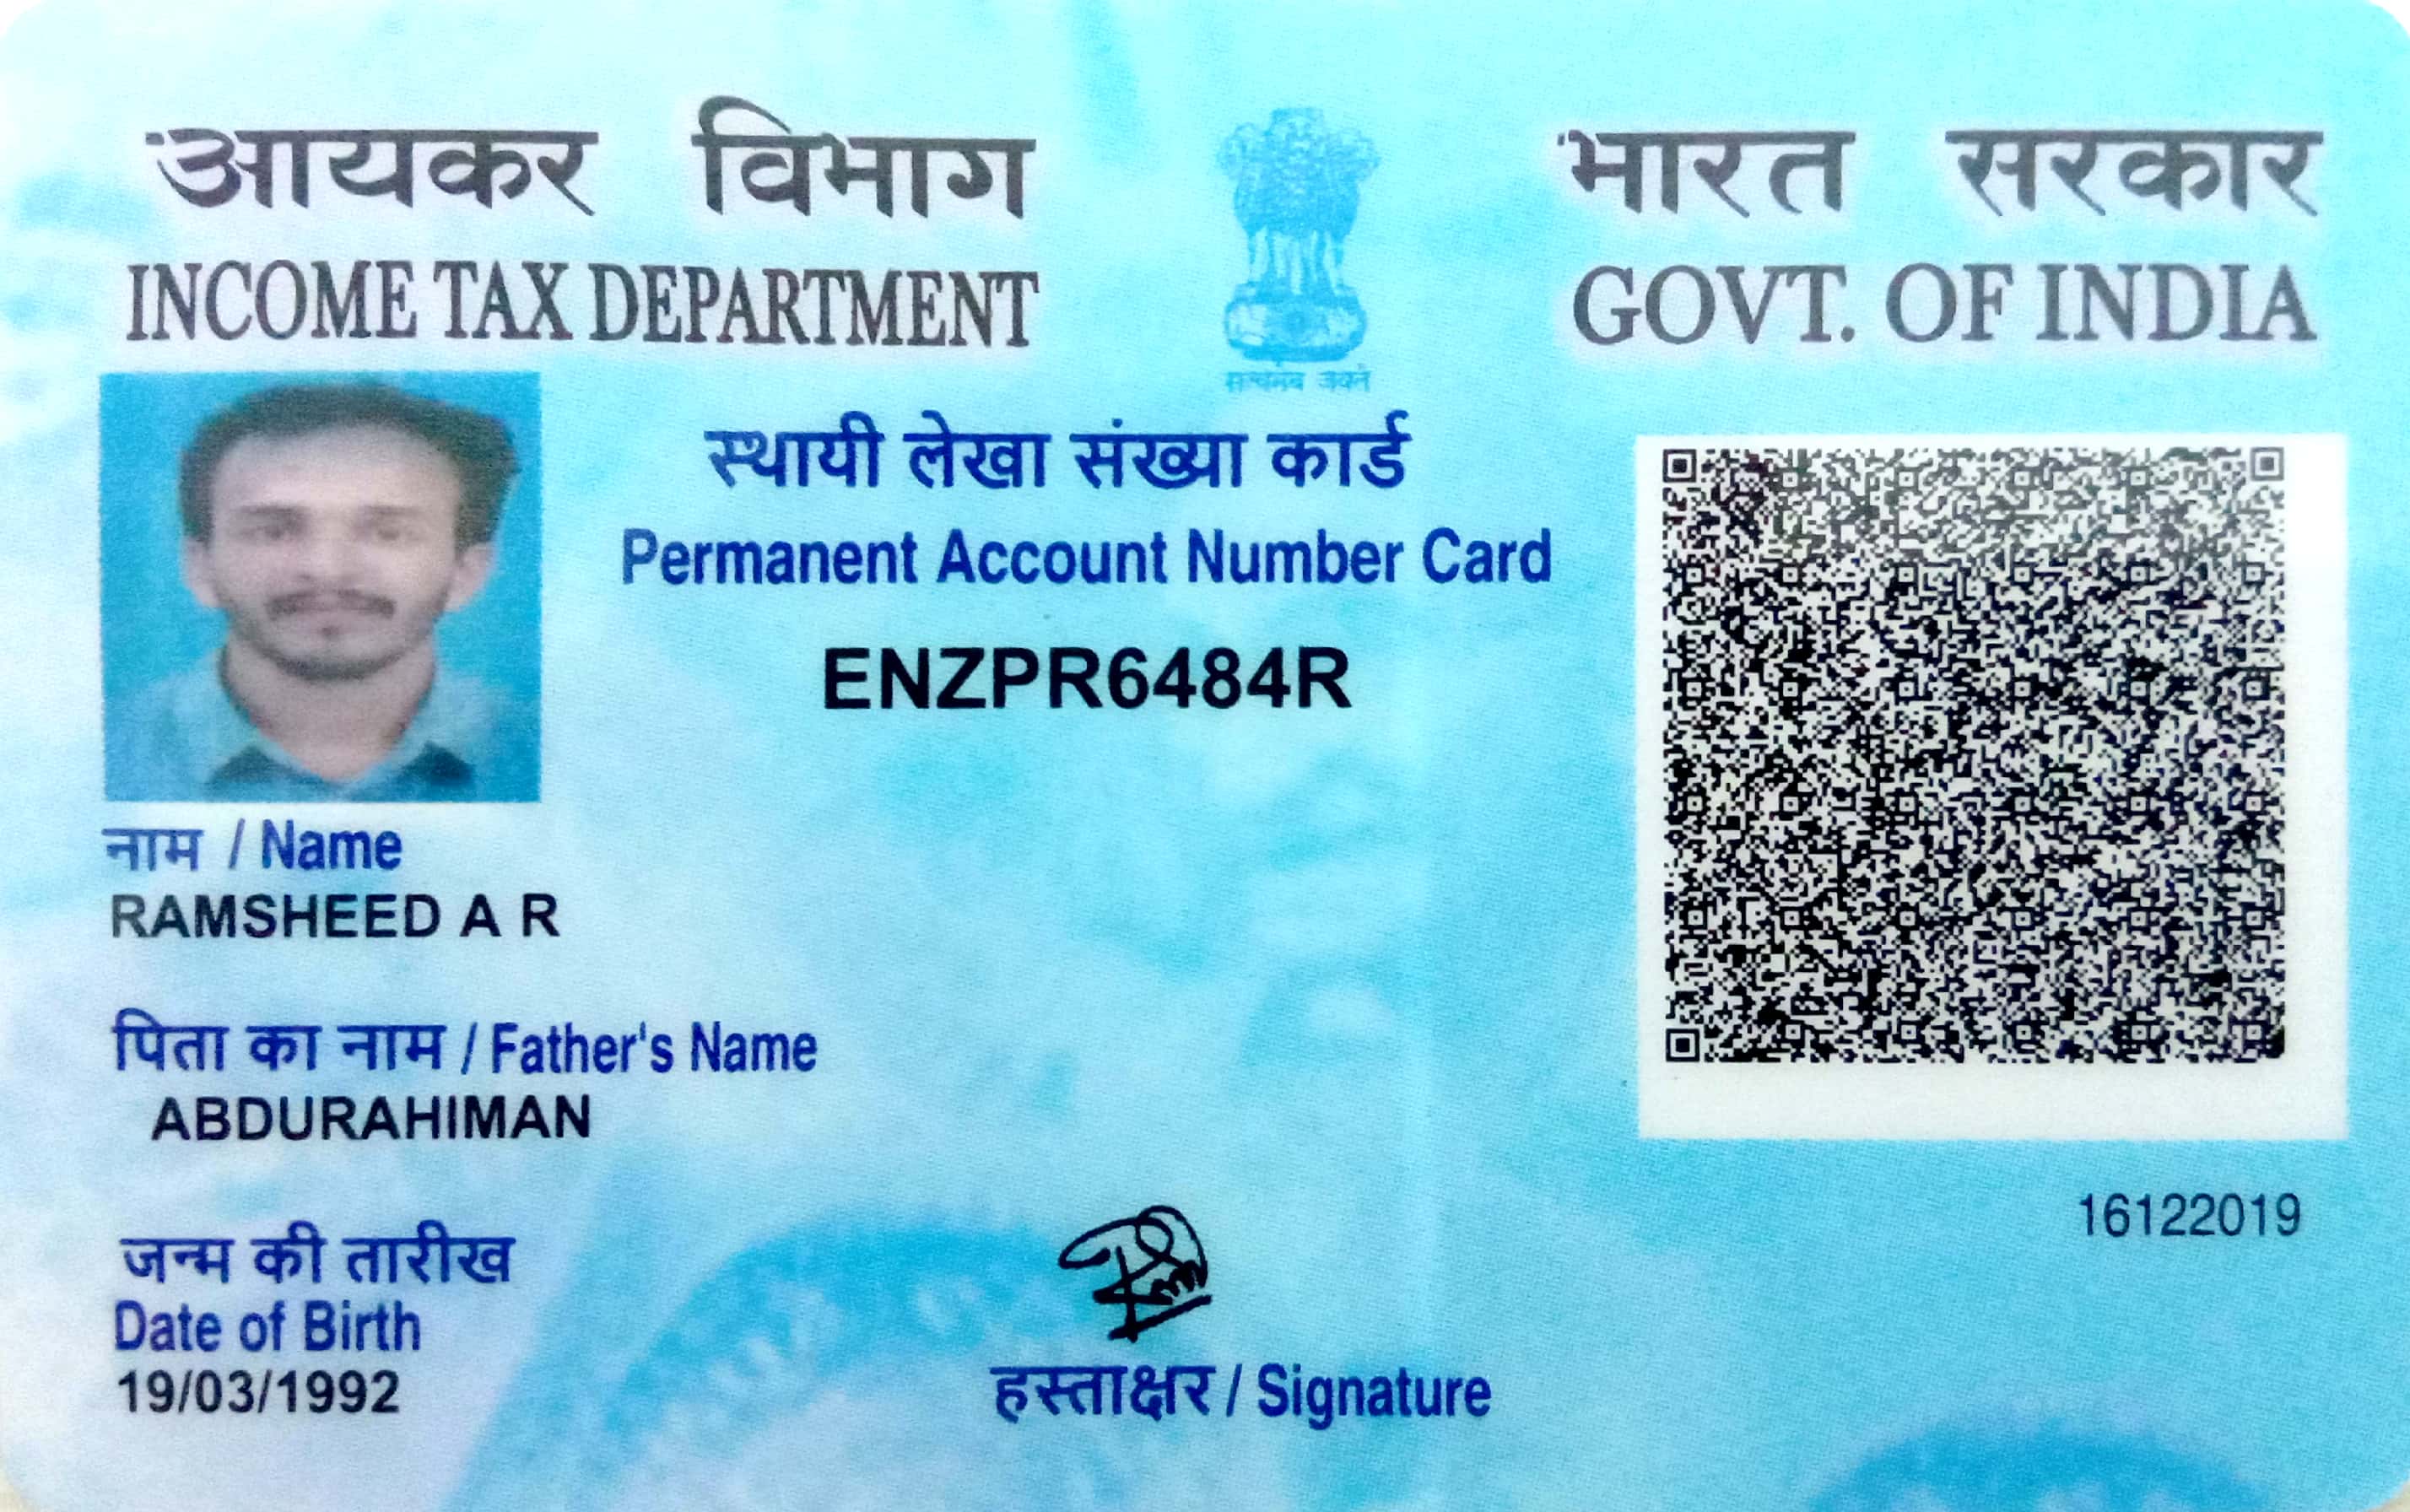 आयकर विभाग
INCOME TAX DEPARTMENT
सत्यमेव जयते
भारत सरकार
GOVT. OF INDIA
स्थायी लेखा संख्या कार्ड
Permanent Account Number Card
ENZPR6484R
नाम / Name
RAMSHEED A R
पिता का नाम / Father's Name
ABDURAHIMAN
जन्म की तारीख
Date of Birth
19/03/1992
हस्ताक्षर / Signature
16122019